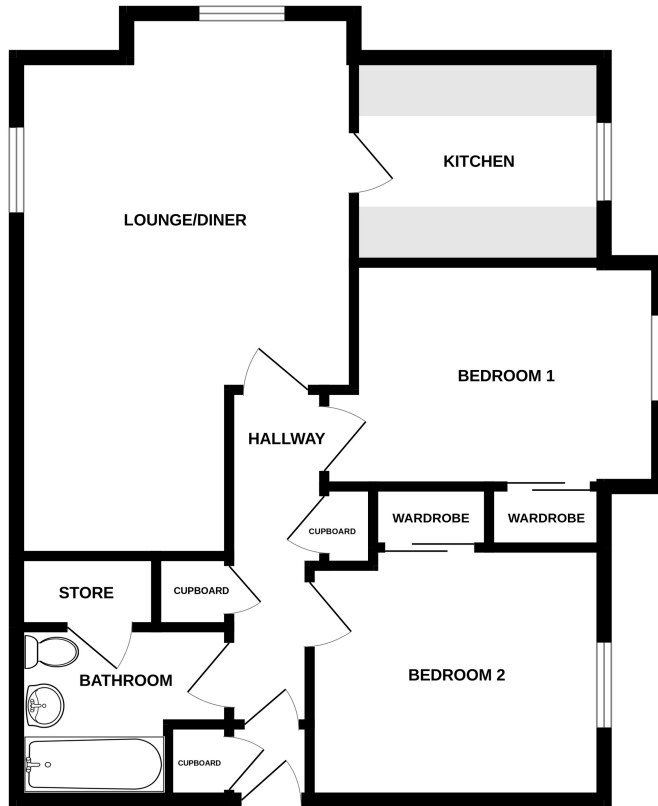 KITCHEN
LOUNGE/DINER
BEDROOM 1
HALLWAY
WARDROBE
WARDROBE
CUPBOARD
STORE
CUPBOARD
BEDROOM 2
BATHROOM
CUPBOARD